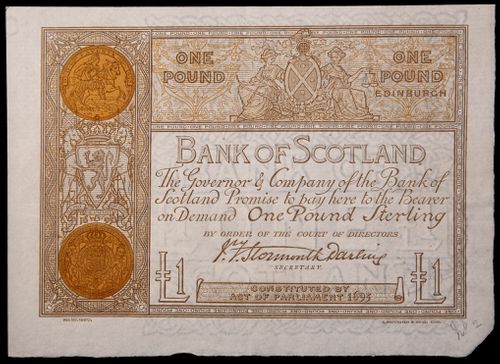 ONE POUND
ONE POUND
EDINBURGH
BANK OF SCOTLAND
The Governor & Company of the Bank of
Scotland Promise to pay here to the Bearer
on Demand One Pound Sterling
BY ORDER OF THE COURT OF DIRECTORS
J. F. Stormonth Darling
SECRETARY.
£1
CONSTITUTED BY
ACT OF PARLIAMENT 1695
£1